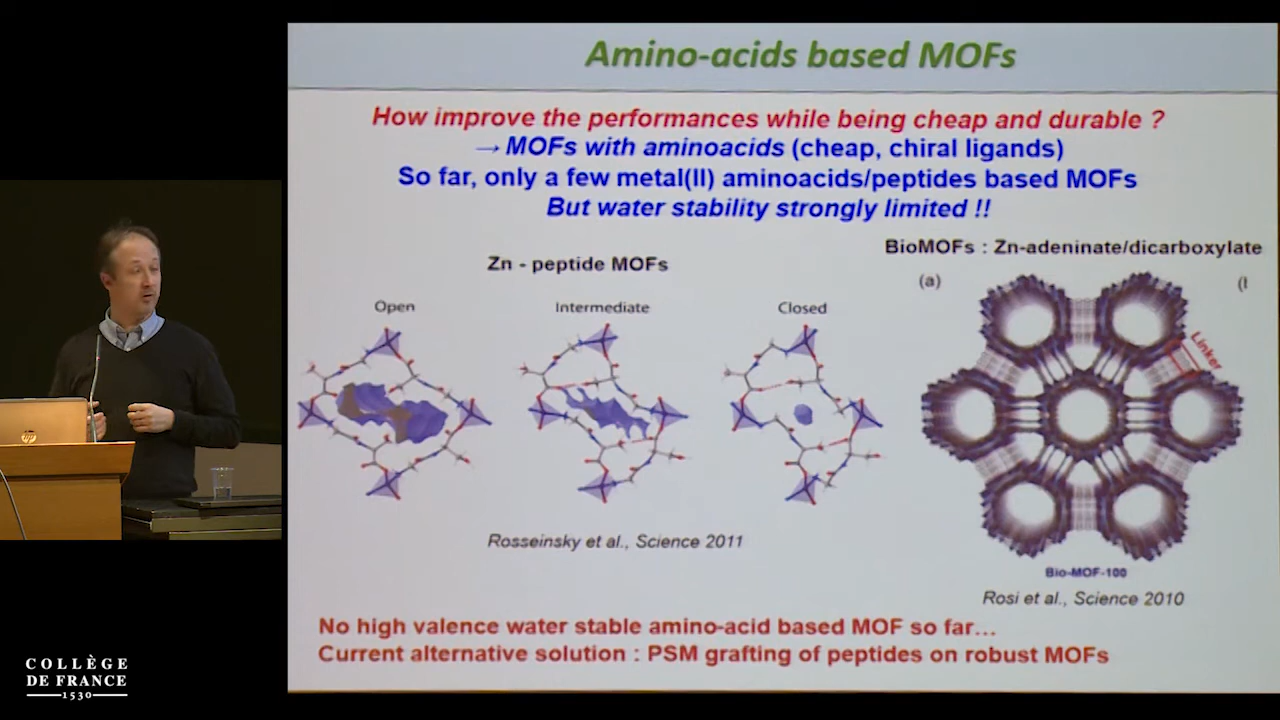 Amino-acids based MOFs
How improve the performances while being cheap and durable ?
→ MOFs with aminoacids (cheap, chiral ligands)
So far, only a few metal(II) aminoacids/peptides based MOFs
But water stability strongly limited !!
BioMOFs : Zn-adeninate/dicarboxylate
Zn - peptide MOFs
(a)
Open
Intermediate
Closed
Linker
Rosseinsky et al., Science 2011
Bio-MOF-100
Rosi et al., Science 2010
No high valence water stable amino-acid based MOF so far...
Current alternative solution : PSM grafting of peptides on robust MOFs
hp
COLLÈGE
DE FRANCE
1530